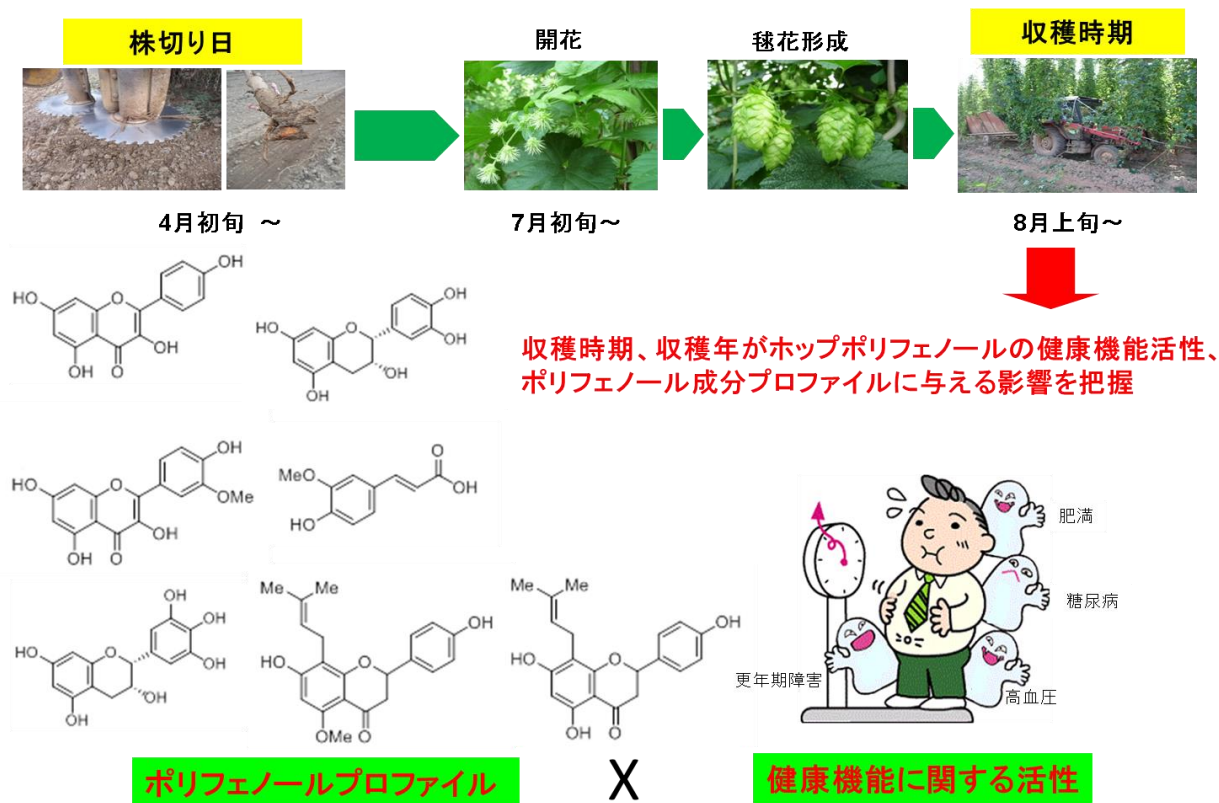 株切り日
開花
毬花形成
収穫時期
4月初旬 ～
7月初旬～
8月上旬～
収穫時期、収穫年がホップポリフェノールの健康機能活性、
ポリフェノール成分プロファイルに与える影響を把握
HO
O
OH
OH
OH
O
HO
O
OH
OH
OH
OH
HO
O
OH
OMe
OH
OH
O
MeO
HO
O
OH
HO
O
OH
OH
OH
OH
OH
Me
Me
HO
O
OH
OMe
O
Me
Me
HO
O
OH
OH
O
肥満
糖尿病
更年期障害
高血圧
ポリフェノールプロファイル
X
健康機能に関する活性